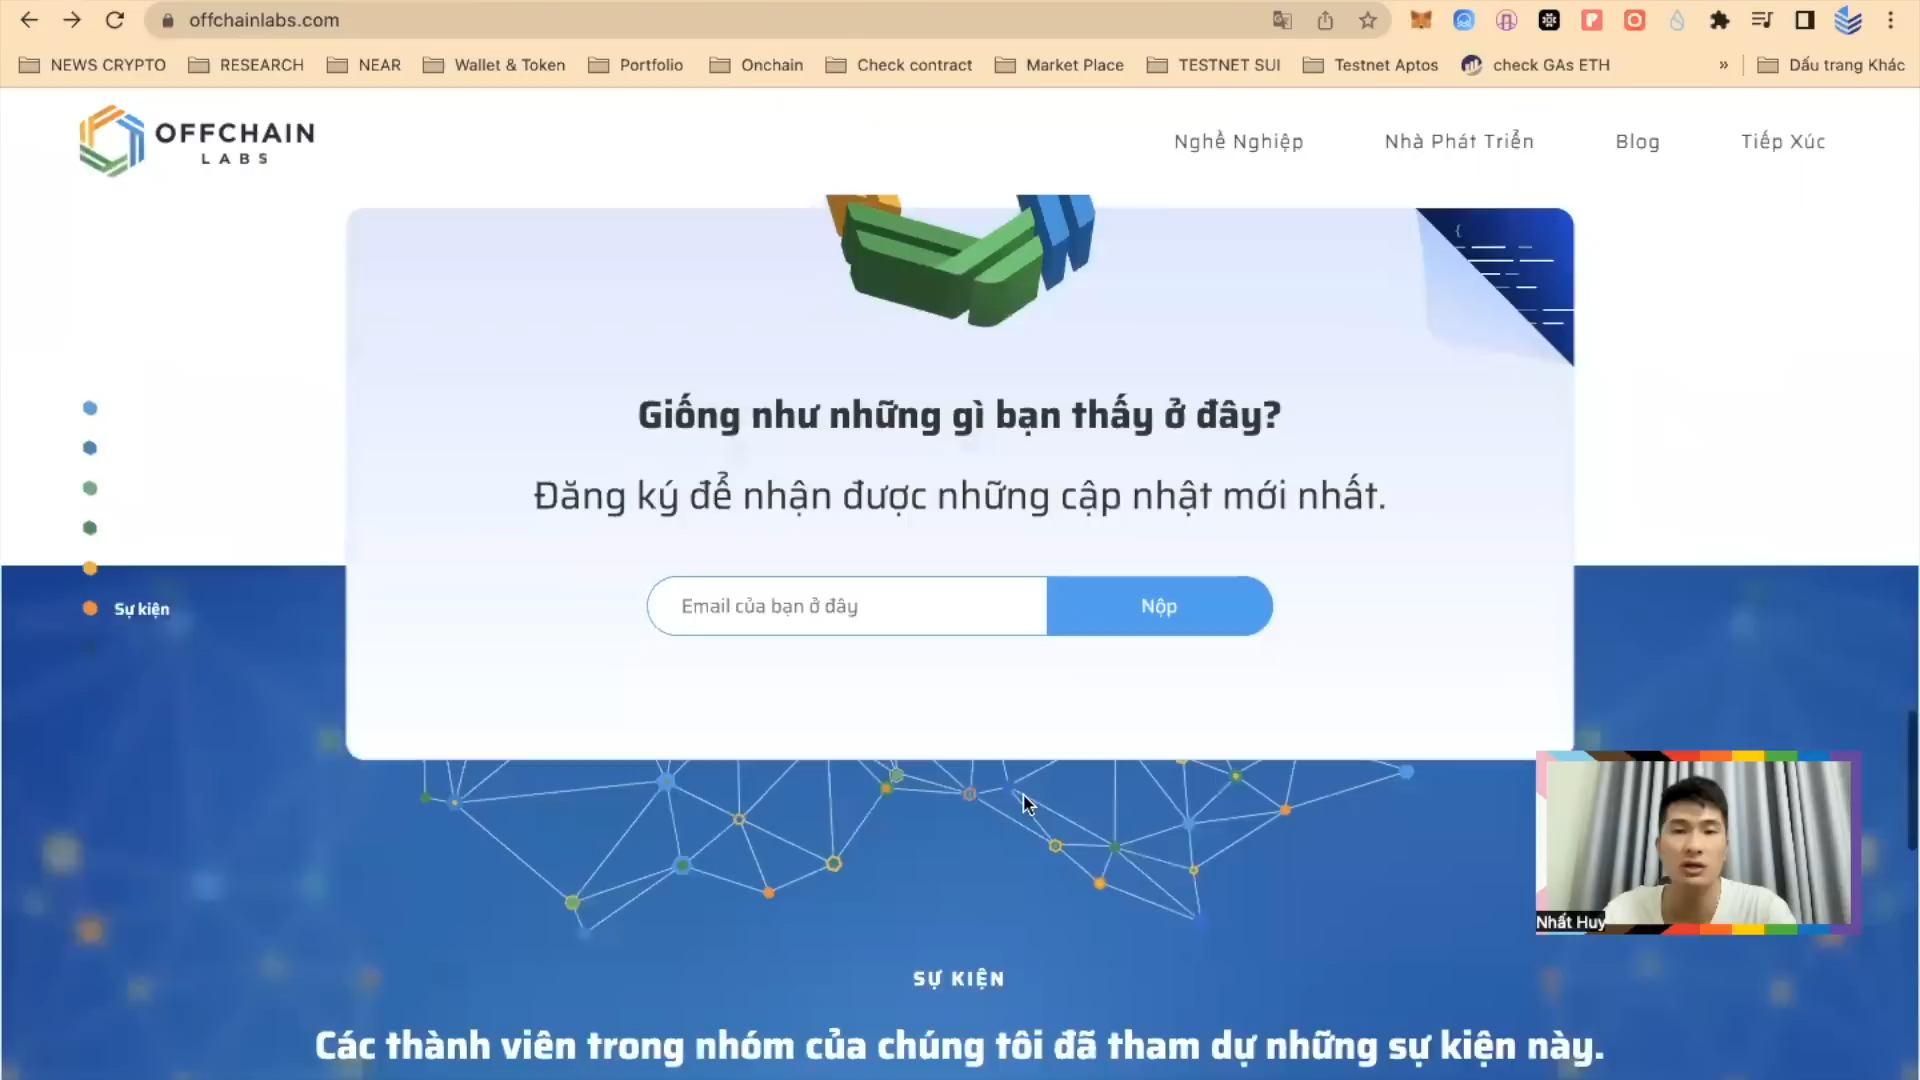 offchainlabs.com
NEWS CRYPTO RESEARCH NEAR Wallet & Token Portfolio Onchain Check contract Market Place TESTNET SUI Testnet Aptos check GAs ETH » Dấu trang Khác
OFFCHAIN
LABS
Nghề Nghiệp Nhà Phát Triển Blog Tiếp Xúc
Giống như những gì bạn thấy ở đây?
Đăng ký để nhận được những cập nhật mới nhất.
Email của bạn ở đây Nộp
Sự kiện
Nhất Huy
SỰ KIỆN
Các thành viên trong nhóm của chúng tôi đã tham dự những sự kiện này.